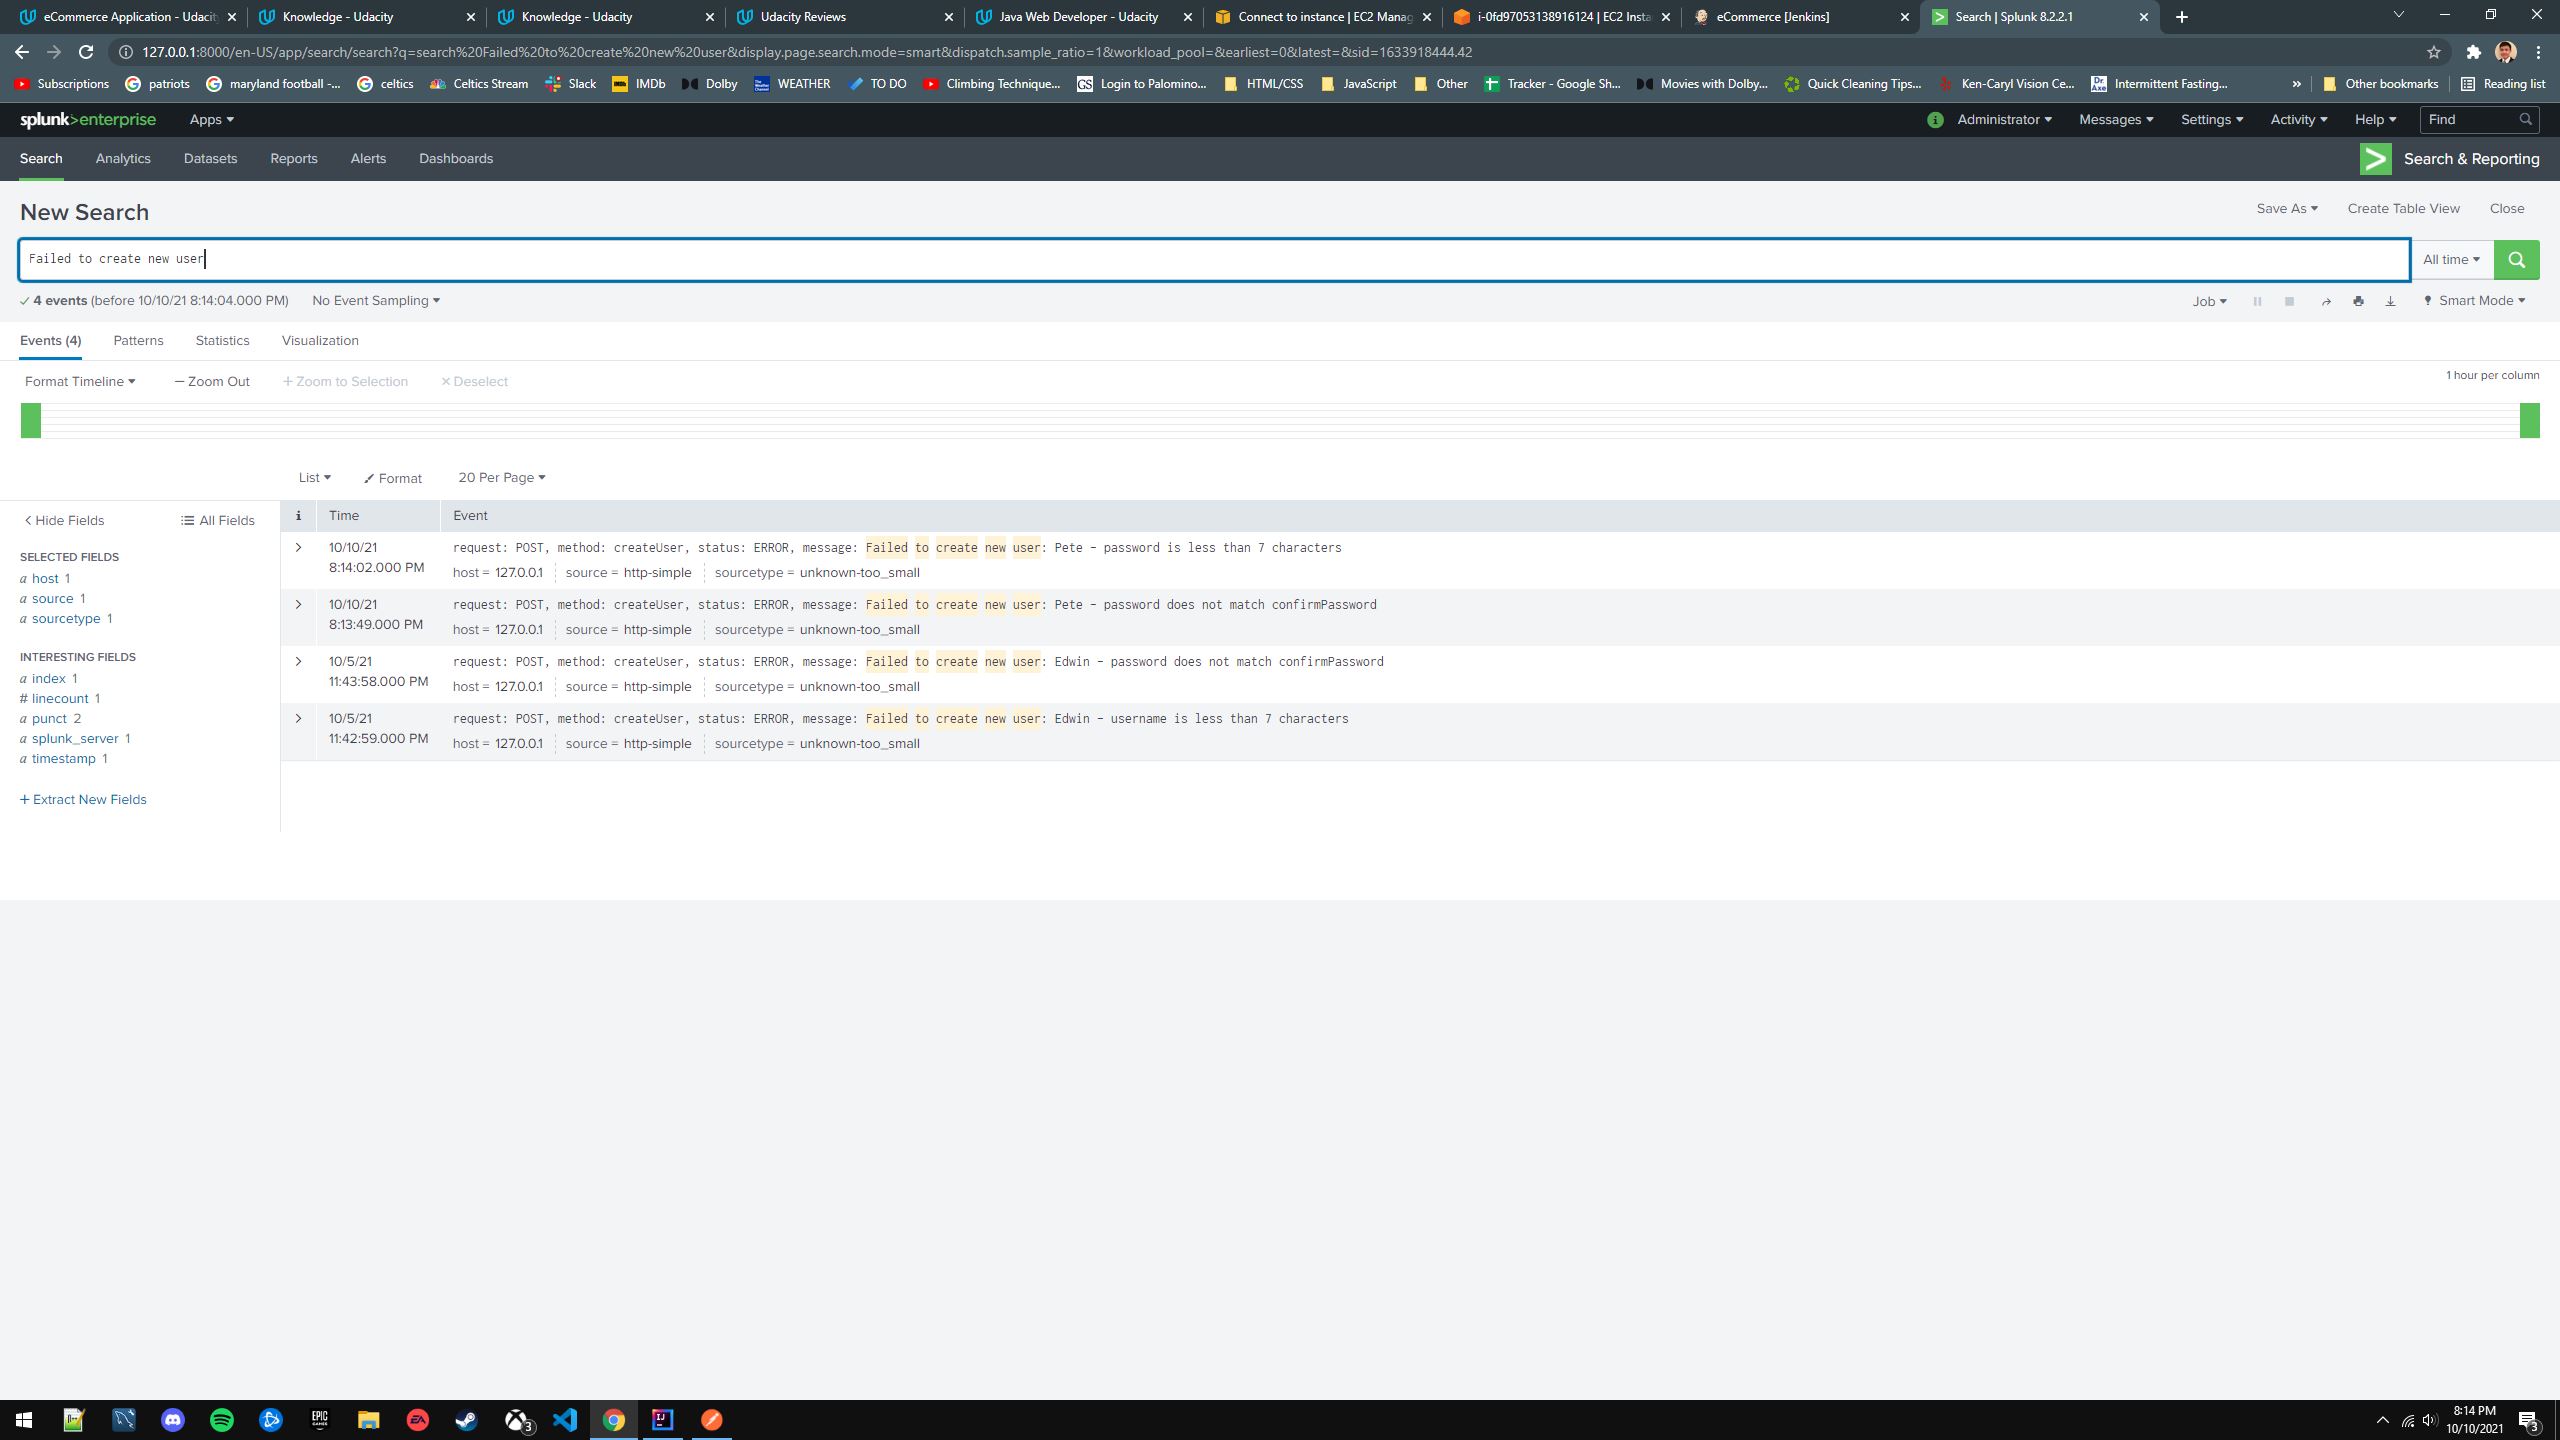 eCommerce Application - Udacit
Knowledge - Udacity
Knowledge - Udacity
Udacity Reviews
Java Web Developer - Udacity
Connect to instance | EC2 Manag
i-0fd97053138916124 | EC2 Insta
eCommerce [Jenkins]
Search | Splunk 8.2.2.1
127.0.0.1:8000/en-US/app/search/search?q=search%20Failed%20to%20create%20new%20user&display.page.search.mode=smart&dispatch.sample_ratio=1&workload_pool=&earliest=0&latest=&sid=1633918444.42
Subscriptions patriots maryland football -... celtics Celtics Stream Slack IMDb Dolby WEATHER TO DO Climbing Technique... GS Login to Palomino... HTML/CSS JavaScript Other Tracker - Google Sh... Movies with Dolby... Quick Cleaning Tips... Ken-Caryl Vision Ce... Dr. Axe Intermittent Fasting... » Other bookmarks Reading list
splunk>enterprise Apps Administrator Messages Settings Activity Help Find
Search Analytics Datasets Reports Alerts Dashboards Search & Reporting
New Search Save As Create Table View Close
Failed to create new user All time
4 events (before 10/10/21 8:14:04.000 PM) No Event Sampling Job Smart Mode
Events (4) Patterns Statistics Visualization
Format Timeline — Zoom Out + Zoom to Selection × Deselect 1 hour per column
List Format 20 Per Page
< Hide Fields All Fields
SELECTED FIELDS
a host 1
a source 1
a sourcetype 1
INTERESTING FIELDS
a index 1
# linecount 1
a punct 2
a splunk_server 1
a timestamp 1
+ Extract New Fields
i Time Event
> 10/10/21 8:14:02.000 PM
request: POST, method: createUser, status: ERROR, message: Failed to create new user: Pete - password is less than 7 characters
host = 127.0.0.1 source = http-simple sourcetype = unknown-too_small
> 10/10/21 8:13:49.000 PM
request: POST, method: createUser, status: ERROR, message: Failed to create new user: Pete - password does not match confirmPassword
host = 127.0.0.1 source = http-simple sourcetype = unknown-too_small
> 10/5/21 11:43:58.000 PM
request: POST, method: createUser, status: ERROR, message: Failed to create new user: Edwin - password does not match confirmPassword
host = 127.0.0.1 source = http-simple sourcetype = unknown-too_small
> 10/5/21 11:42:59.000 PM
request: POST, method: createUser, status: ERROR, message: Failed to create new user: Edwin - username is less than 7 characters
host = 127.0.0.1 source = http-simple sourcetype = unknown-too_small
EPIC GAMES EA 3 IJ
8:14 PM
10/10/2021
3